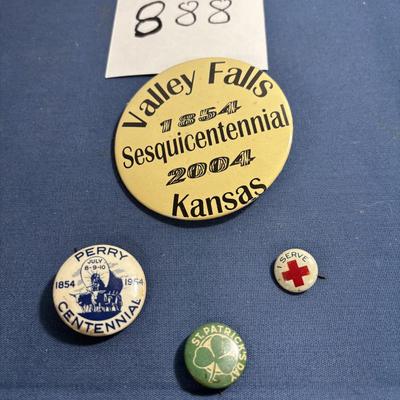 888
Valley Falls
1854
Sesquicentennial
2004
Kansas
PERRY
JULY
8-9-10
1854 1954
CENTENNIAL
I SERVE
ST. PATRICK'S DAY